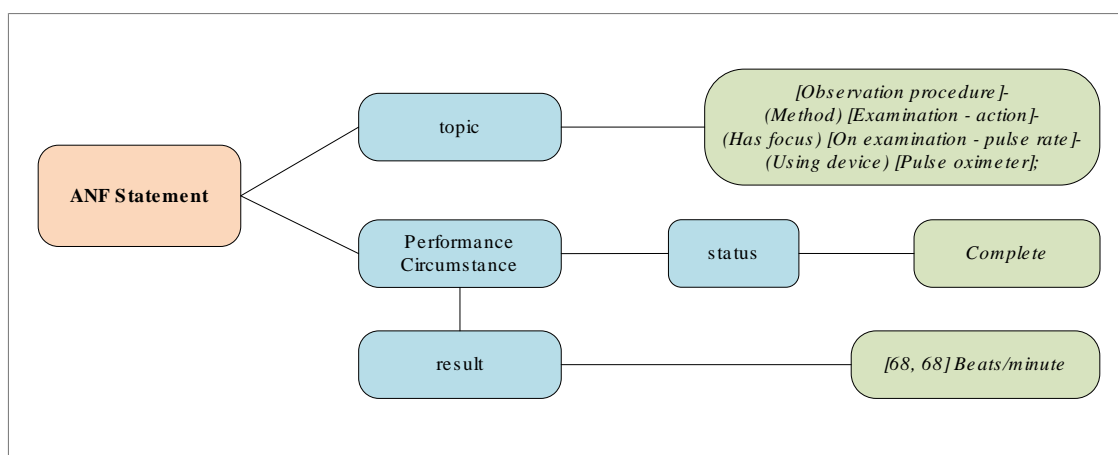 [Observation procedure]-
(Method) [Examination - action]-
(Has focus) [On examination - pulse rate]-
(Using device) [Pulse oximeter];
topic
ANF Statement
Performance
Circumstance
status
Complete
result
[68, 68] Beats/minute